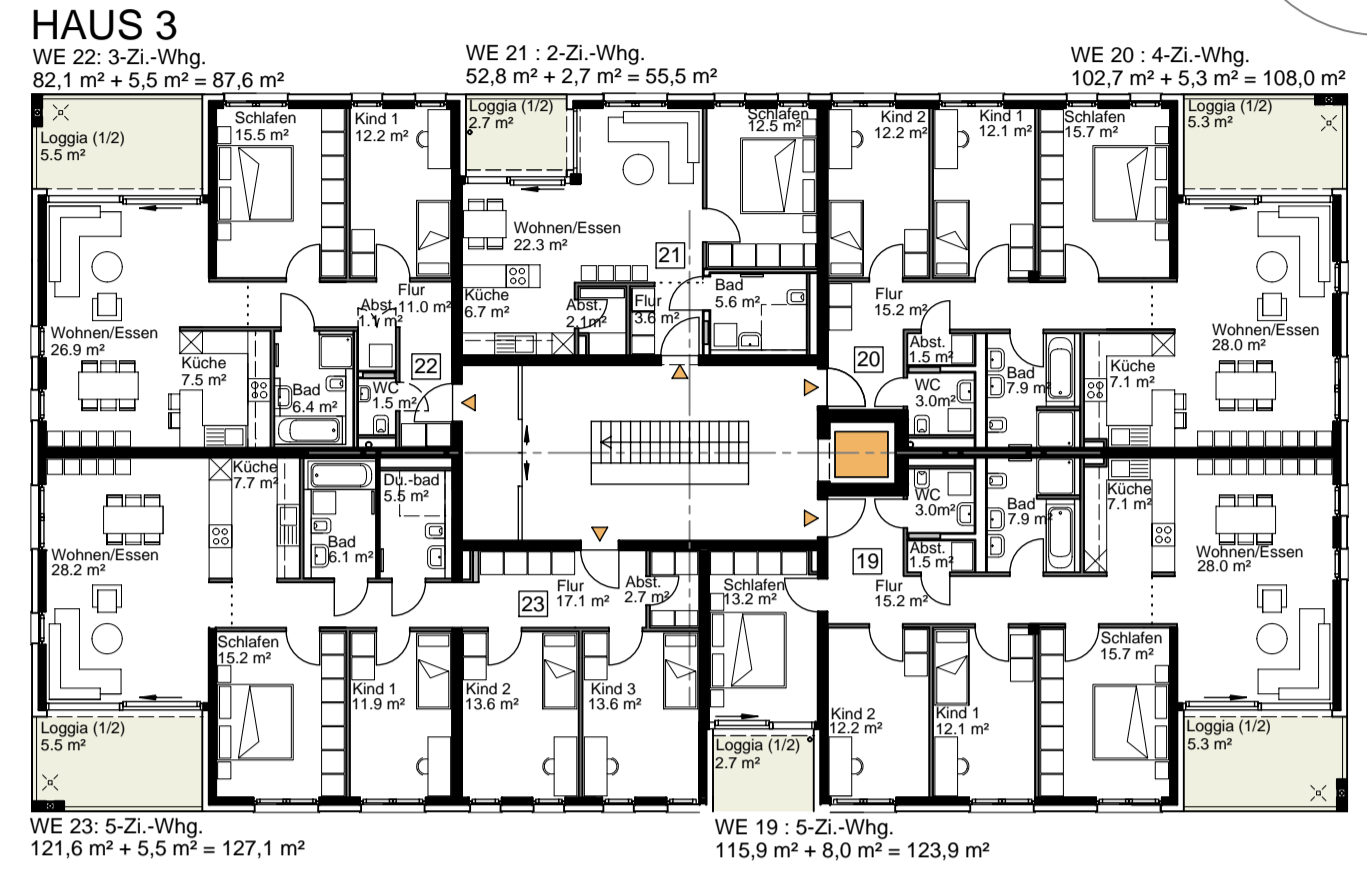 HAUS 3
WE 22: 3-Zi.-Whg.
82,1 m² + 5,5 m² = 87,6 m²
WE 21 : 2-Zi.-Whg.
52,8 m² + 2,7 m² = 55,5 m²
WE 20 : 4-Zi.-Whg.
102,7 m² + 5,3 m² = 108,0 m²
Loggia (1/2)
5.5 m²
Schlafen
15.5 m²
Kind 1
12.2 m²
Wohnen/Essen
26.9 m²
Küche
7.5 m²
Bad
6.4 m²
Abst.
1.1 m²
Flur
11.0 m²
WC
1.5 m²
22
Loggia (1/2)
2.7 m²
Schlafen
12.5 m²
Wohnen/Essen
22.3 m²
21
Küche
6.7 m²
Abst.
2.1m²
Flur
3.6 m²
Bad
5.6 m²
Kind 2
12.2 m²
Kind 1
12.1 m²
Schlafen
15.7 m²
Loggia (1/2)
5.3 m²
Flur
15.2 m²
20
Abst.
1.5 m²
WC
3.0m²
Bad
7.9 m²
Küche
7.1 m²
Wohnen/Essen
28.0 m²
Küche
7.7 m²
Du.-bad
5.5 m²
Bad
6.1 m²
Wohnen/Essen
28.2 m²
Flur
17.1 m²
Abst.
2.7 m²
23
Schlafen
15.2 m²
Kind 1
11.9 m²
Kind 2
13.6 m²
Kind 3
13.6 m²
Loggia (1/2)
5.5 m²
Schlafen
13.2 m²
Loggia (1/2)
2.7 m²
WC
3.0m²
Abst.
1.5 m²
19
Flur
15.2 m²
Bad
7.9 m²
Küche
7.1 m²
Wohnen/Essen
28.0 m²
Kind 2
12.2 m²
Kind 1
12.1 m²
Schlafen
15.7 m²
Loggia (1/2)
5.3 m²
WE 23: 5-Zi.-Whg.
121,6 m² + 5,5 m² = 127,1 m²
WE 19 : 5-Zi.-Whg.
115,9 m² + 8,0 m² = 123,9 m²